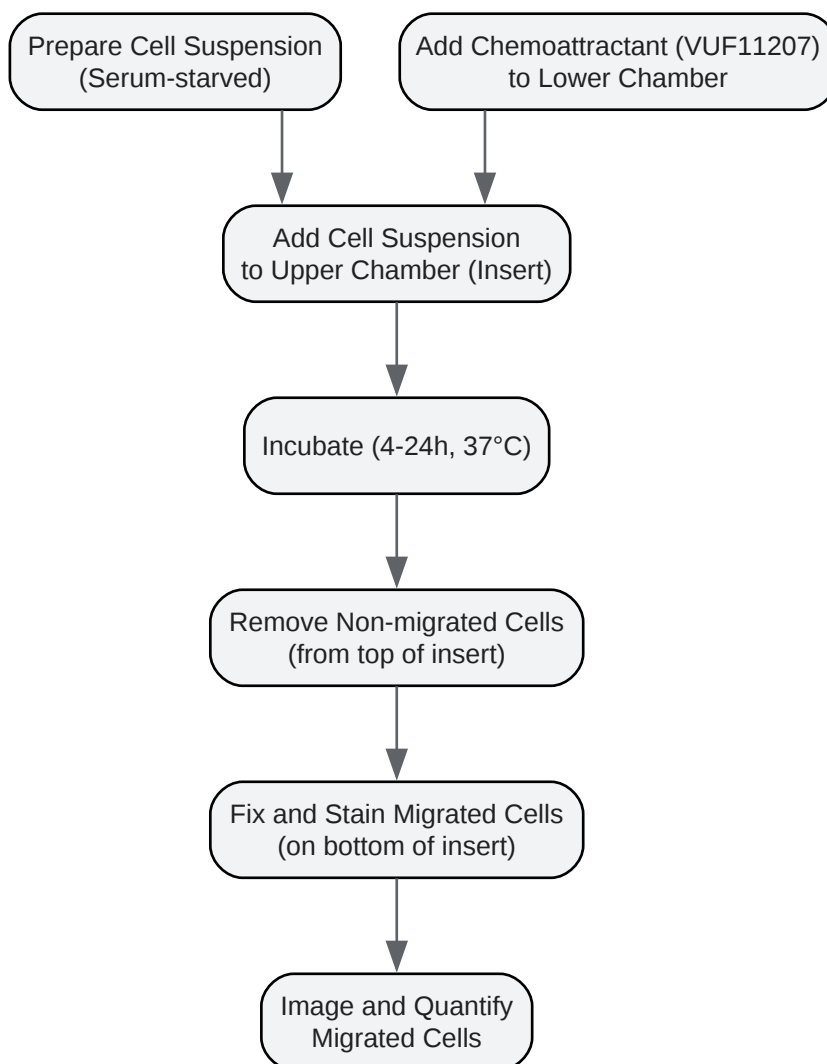 Prepare Cell Suspension
(Serum-starved)
Add Chemoattractant (VUF11207)
to Lower Chamber
Add Cell Suspension
to Upper Chamber (Insert)
Incubate (4-24h, 37°C)
Remove Non-migrated Cells
(from top of insert)
Fix and Stain Migrated Cells
(on bottom of insert)
Image and Quantify
Migrated Cells